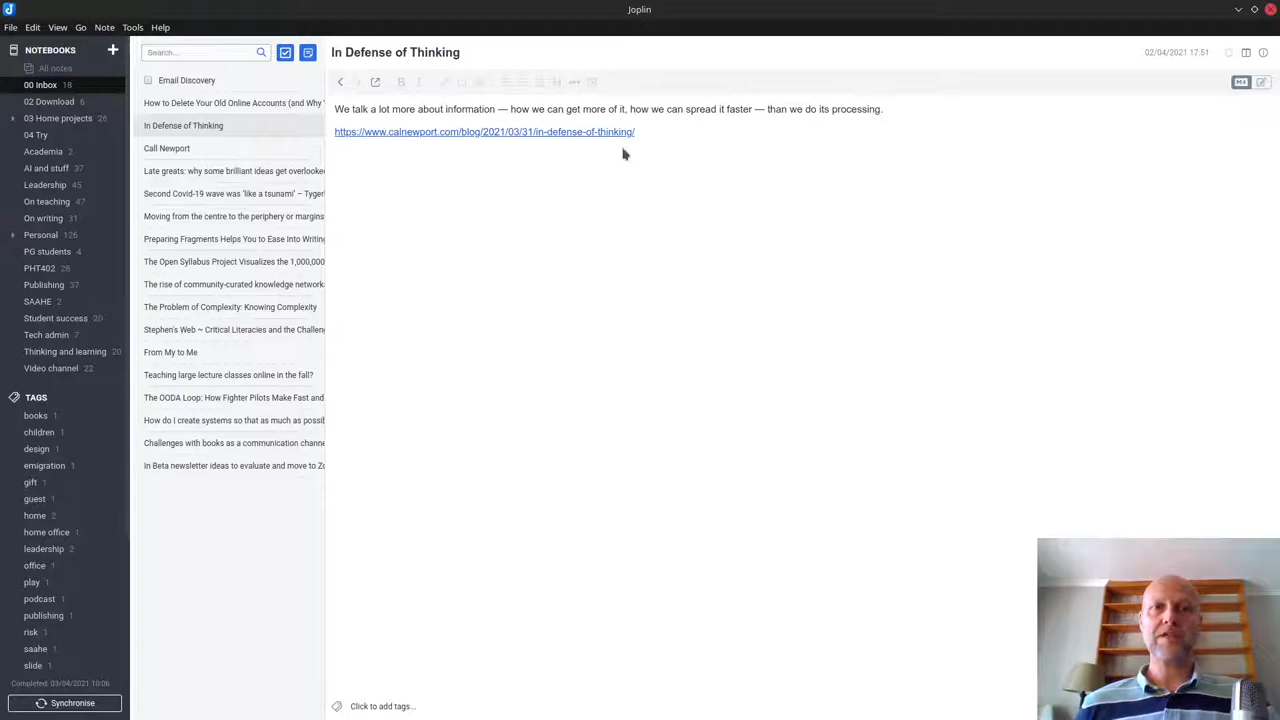 Joplin
File Edit View Go Note Tools Help
NOTEBOOKS
All notes
00 Inbox 18
02 Download 6
03 Home projects 26
04 Try
Academia 2
AI and stuff 37
Leadership 45
On teaching 47
On writing 31
Personal 126
PG students 4
PHT402 28
Publishing 37
SAAHE 2
Student success 20
Tech admin 7
Thinking and learning 20
Video channel 22
TAGS
books 1
children 1
design 1
emigration 1
gift 1
guest 1
home 2
home office 1
leadership 2
office 1
play 1
podcast 1
publishing 1
risk 1
saahe 1
slide 1
Completed: 03/04/2021 10:06
Synchronise
Search...
Email Discovery
How to Delete Your Old Online Accounts (and Why
In Defense of Thinking
Call Newport
Late greats: why some brilliant ideas get overlooked
Second Covid-19 wave was 'like a tsunami' – Tyger
Moving from the centre to the periphery or margins
Preparing Fragments Helps You to Ease Into Writing
The Open Syllabus Project Visualizes the 1,000,000
The rise of community-curated knowledge network
The Problem of Complexity: Knowing Complexity
Stephen's Web ~ Critical Literacies and the Challeng
From My to Me
Teaching large lecture classes online in the fall?
The OODA Loop: How Fighter Pilots Make Fast and
How do I create systems so that as much as possib
Challenges with books as a communication channe
In Beta newsletter ideas to evaluate and move to Zo
In Defense of Thinking
02/04/2021 17:51
We talk a lot more about information — how we can get more of it, how we can spread it faster — than we do its processing.
https://www.calnewport.com/blog/2021/03/31/in-defense-of-thinking/
Click to add tags...